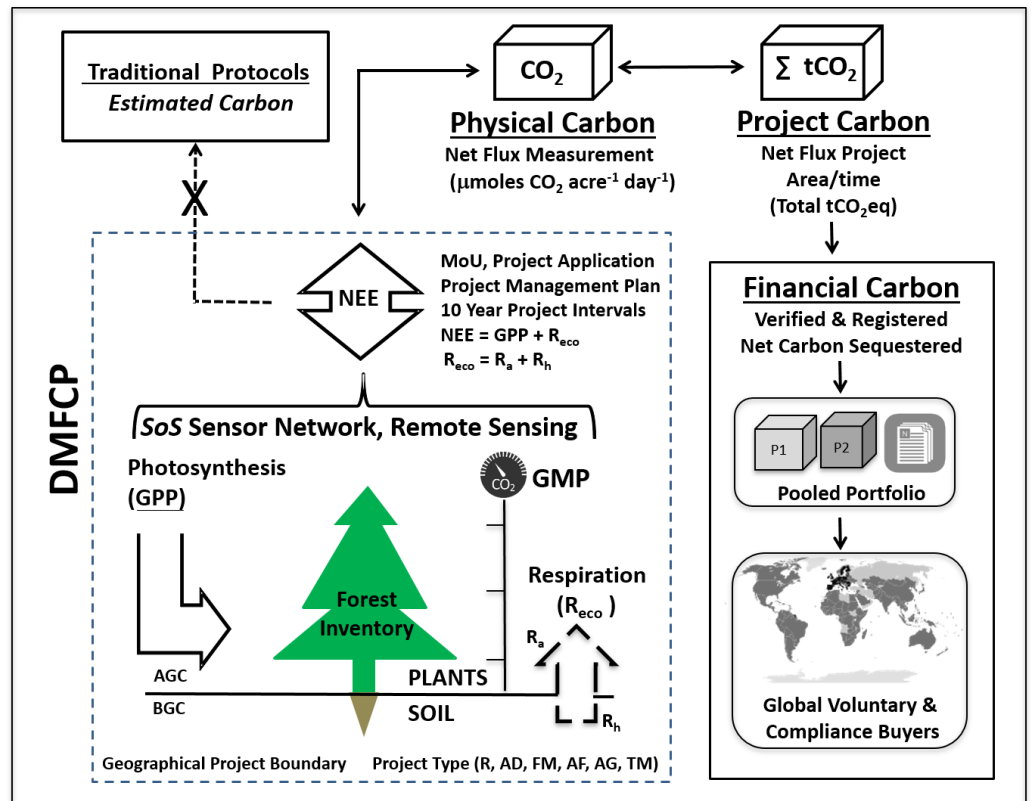 Traditional Protocols
Estimated Carbon
CO₂
Physical Carbon
Net Flux Measurement
(μmoles CO₂ acre⁻¹ day⁻¹)
∑ tCO₂
Project Carbon
Net Flux Project
Area/time
(Total tCO₂eq)
X
DMFCP
NEE
MoU, Project Application
Project Management Plan
10 Year Project Intervals
NEE = GPP + Rₑcₒ
Rₑcₒ = Rₐ + Rₕ
SoS Sensor Network, Remote Sensing
Photosynthesis
(GPP)
CO₂
GMP
Forest
Inventory
Respiration
(Rₑcₒ )
Rₐ
Rₕ
AGC
BGC
PLANTS
SOIL
Geographical Project Boundary Project Type (R, AD, FM, AF, AG, TM)
Financial Carbon
Verified & Registered
Net Carbon Sequestered
P1
P2
N
Pooled Portfolio
Global Voluntary &
Compliance Buyers